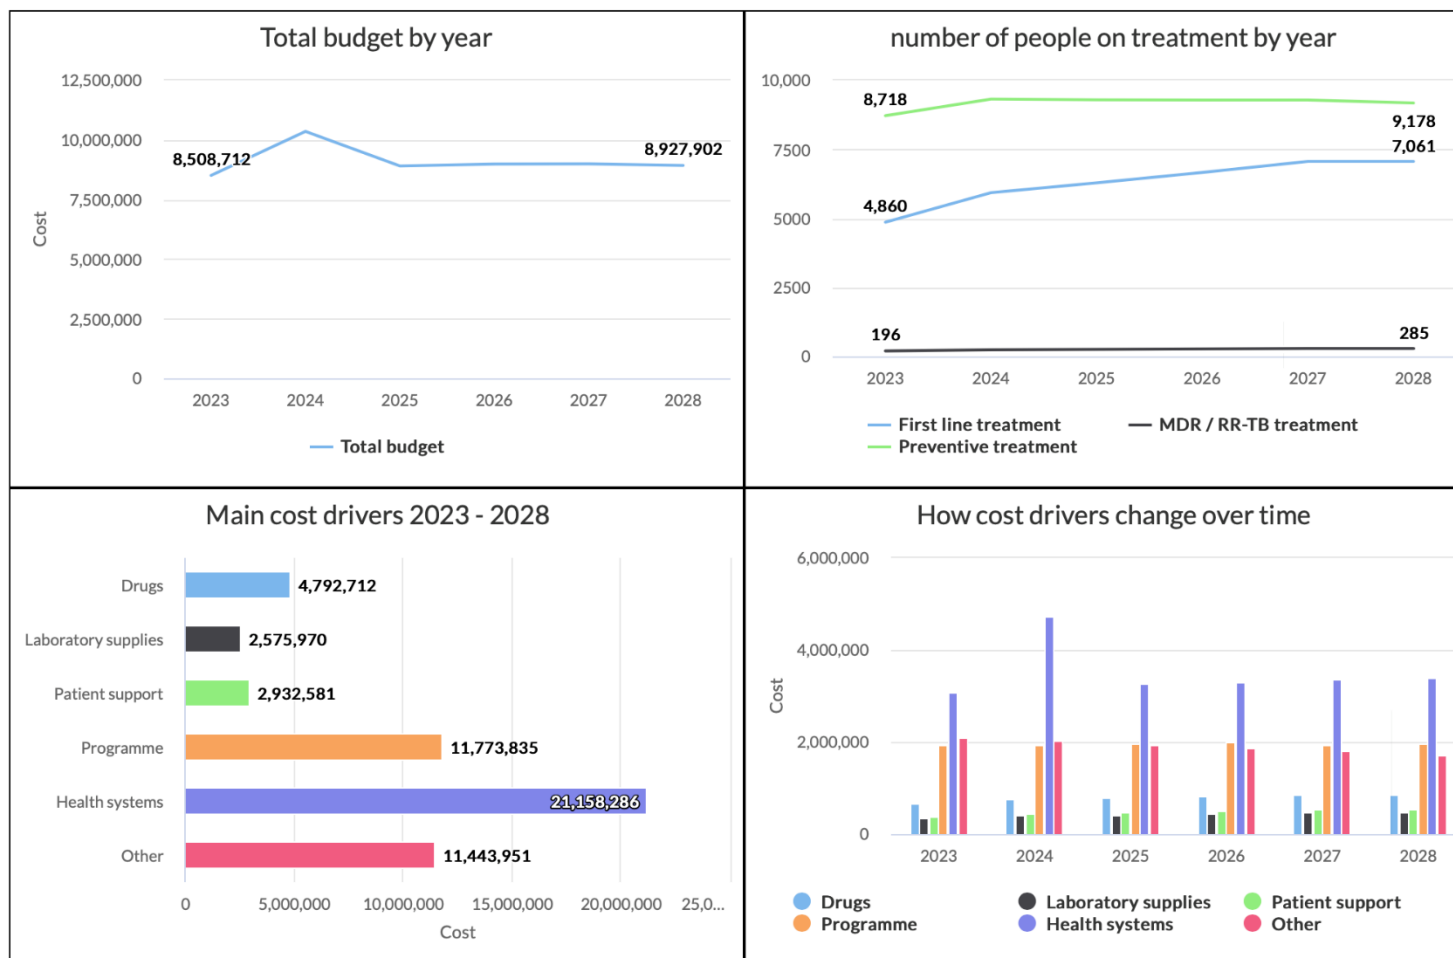 Total budget by year
12,500,000
10,000,000
7,500,000
5,000,000
2,500,000
0
Cost
8,508,712
8,927,902
2023 2024 2025 2026 2027 2028
Total budget
number of people on treatment by year
10,000
7500
5000
2500
0
8,718
9,178
7,061
4,860
196
285
2023 2024 2025 2026 2027 2028
First line treatment
MDR / RR-TB treatment
Preventive treatment
Main cost drivers 2023 - 2028
Drugs 4,792,712
Laboratory supplies 2,575,970
Patient support 2,932,581
Programme 11,773,835
Health systems 21,158,286
Other 11,443,951
0 5,000,000 10,000,000 15,000,000 20,000,000 25,0...
Cost
How cost drivers change over time
6,000,000
4,000,000
2,000,000
0
Cost
2023 2024 2025 2026 2027 2028
Drugs Laboratory supplies Patient support
Programme Health systems Other